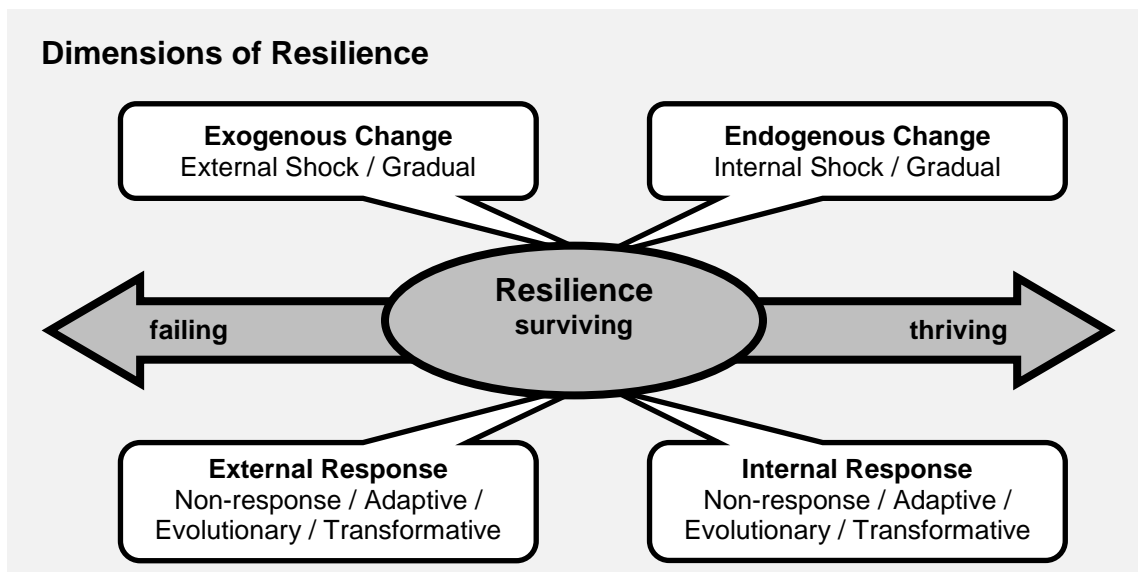 Dimensions of Resilience
Exogenous Change
External Shock / Gradual
Endogenous Change
Internal Shock / Gradual
Resilience
surviving
failing
thriving
External Response
Non-response / Adaptive /
Evolutionary / Transformative
Internal Response
Non-response / Adaptive /
Evolutionary / Transformative